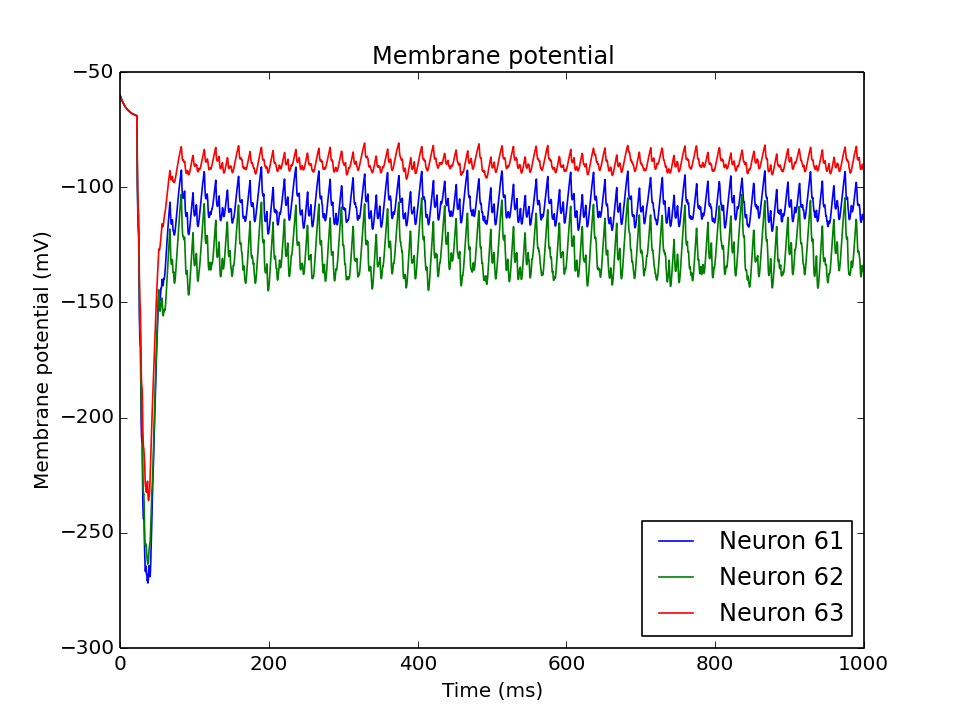 Membrane potential
Membrane potential (mV)
−50
−100
−150
−200
−250
−300
0 200 400 600 800 1000
Time (ms)
Neuron 61
Neuron 62
Neuron 63